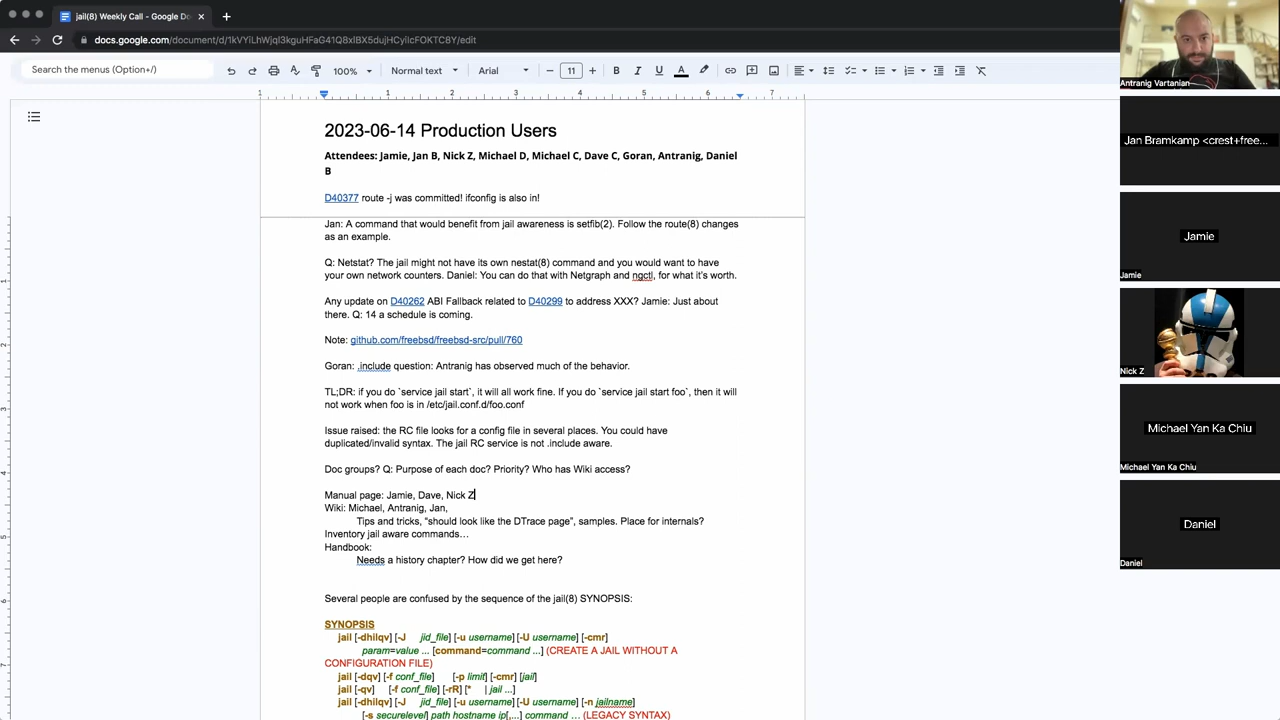 jail(8) Weekly Call - Google Do
docs.google.com/document/d/1kVYiLhWjql3kguHFaG41Q8xIBX5dujHCyilcFOKTC8Y/edit
Search the menus (Option+/)
100%
Normal text
Arial
11
1 1 2 3 4 5 6 7
2023-06-14 Production Users
Attendees: Jamie, Jan B, Nick Z, Michael D, Michael C, Dave C, Goran, Antranig, Daniel
B
D40377 route -j was committed! ifconfig is also in!
Jan: A command that would benefit from jail awareness is setfib(2). Follow the route(8) changes
as an example.
Q: Netstat? The jail might not have its own nestat(8) command and you would want to have
your own network counters. Daniel: You can do that with Netgraph and ngctl, for what it's worth.
Any update on D40262 ABI Fallback related to D40299 to address XXX? Jamie: Just about
there. Q: 14 a schedule is coming.
Note: github.com/freebsd/freebsd-src/pull/760
Goran: .include question: Antranig has observed much of the behavior.
TL;DR: if you do `service jail start`, it will all work fine. If you do `service jail start foo`, then it will
not work when foo is in /etc/jail.conf.d/foo.conf
Issue raised: the RC file looks for a config file in several places. You could have
duplicated/invalid syntax. The jail RC service is not .include aware.
Doc groups? Q: Purpose of each doc? Priority? Who has Wiki access?
Manual page: Jamie, Dave, Nick Z
Wiki: Michael, Antranig, Jan,
Tips and tricks, "should look like the DTrace page", samples. Place for internals?
Inventory jail aware commands…
Handbook:
Needs a history chapter? How did we get here?
Several people are confused by the sequence of the jail(8) SYNOPSIS:
SYNOPSIS
jail [-dhilqv] [-J jid_file] [-u username] [-U username] [-cmr]
param=value ... [command=command ...] (CREATE A JAIL WITHOUT A
CONFIGURATION FILE)
jail [-dqv] [-f conf_file] [-p limit] [-cmr] [jail]
jail [-qv] [-f conf_file] [-rR] [* | jail ...]
jail [-dhilqv] [-J jid_file] [-u username] [-U username] [-n jailname]
[-s securelevel] path hostname ip[,...] command … (LEGACY SYNTAX)
1
2
3
4
5
6
7
Antranig Vartanian
Jan Bramkamp <crest+free...
Jamie
Jamie
Nick Z
Michael Yan Ka Chiu
Michael Yan Ka Chiu
Daniel
Daniel